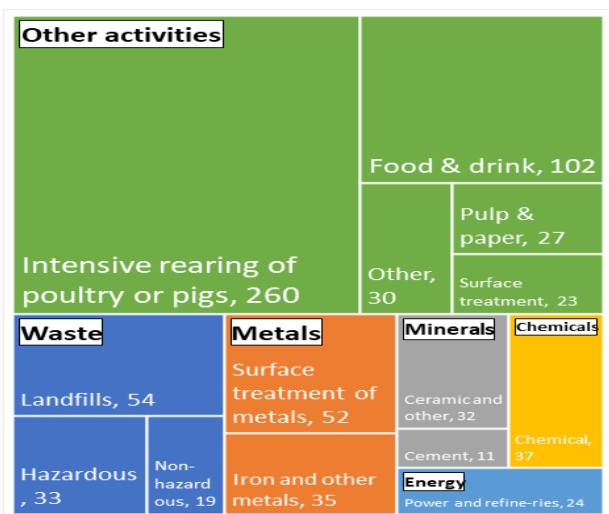 Other activities
Intensive rearing of
poultry or pigs, 260
Food & drink, 102
Other,
30
Pulp &
paper, 27
Surface
treatment, 23
Waste
Landfills, 54
Hazardous
, 33
Non-
hazard
ous, 19
Metals
Surface
treatment of
metals, 52
Iron and other
metals, 35
Minerals
Ceramic and
other, 32
Cement, 11
Chemicals
Chemical,
37
Energy
Power and refine-ries, 24